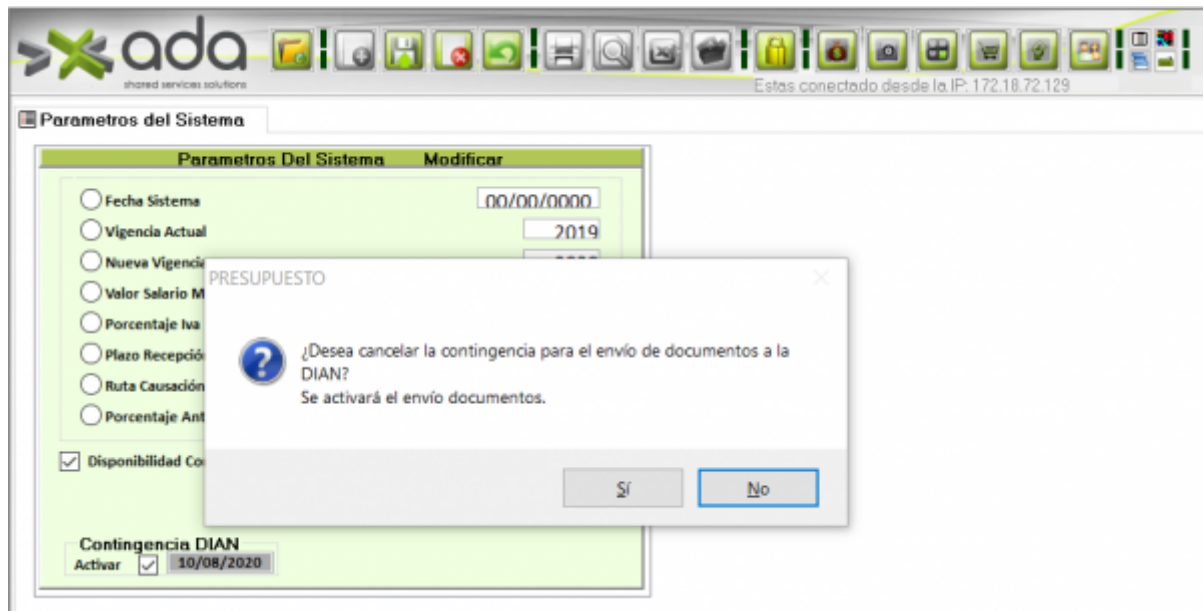 ada
shared services solutions
Estas conectado desde la IP: 172.18.72.129
Parametros del Sistema
Parametros Del Sistema Modificar
Fecha Sistema 00/00/0000
Vigencia Actual 2019
Nueva Vigencia
Valor Salario M
Porcentaje Iva
Plazo Recepció
Ruta Causación
Porcentaje Ant
Disponibilidad Co
PRESUPUESTO
¿Desea cancelar la contingencia para el envío de documentos a la
DIAN?
Se activará el envío documentos.
Sí No
Contingencia DIAN
Activar 10/08/2020